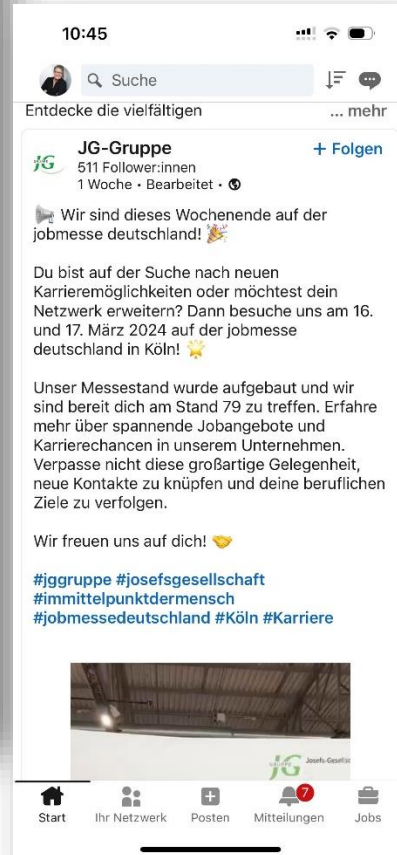 10:45
Suche
Entdecke die vielfältigen ... mehr
JG JG-Gruppe + Folgen
511 Follower:innen
1 Woche • Bearbeitet •
📢 Wir sind dieses Wochenende auf der
jobmesse deutschland! 🎉
Du bist auf der Suche nach neuen
Karrieremöglichkeiten oder möchtest dein
Netzwerk erweitern? Dann besuche uns am 16.
und 17. März 2024 auf der jobmesse
deutschland in Köln! 🌟
Unser Messestand wurde aufgebaut und wir
sind bereit dich am Stand 79 zu treffen. Erfahre
mehr über spannende Jobangebote und
Karrierechancen in unserem Unternehmen.
Verpasse nicht diese großartige Gelegenheit,
neue Kontakte zu knüpfen und deine beruflichen
Ziele zu verfolgen.
Wir freuen uns auf dich! 🤝
#jggruppe #josefsgesellschaft
#immittelpunktdermensch
#jobmessedeutschland #Köln #Karriere
GRUPPE JG Josefs-Gesellsc
7
Start Ihr Netzwerk Posten Mitteilungen Jobs